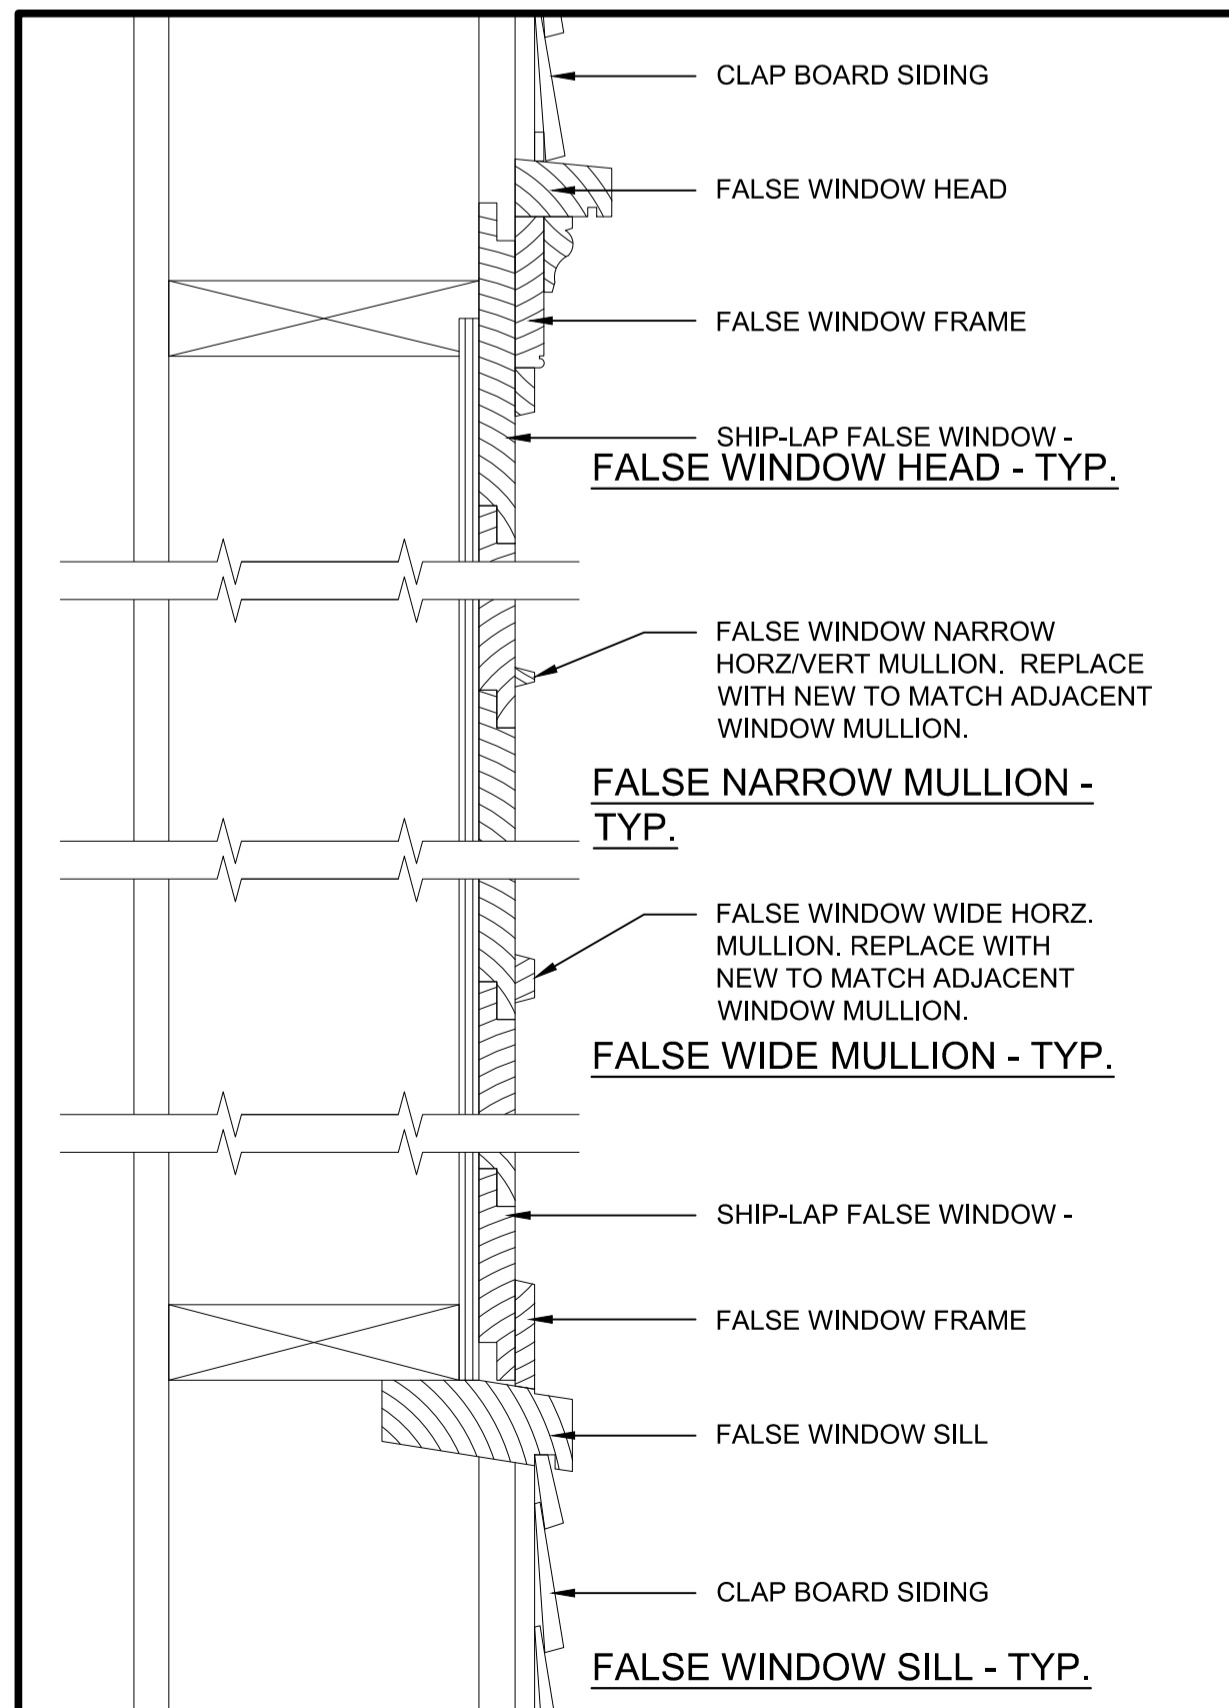 CLAP BOARD SIDING
FALSE WINDOW HEAD
FALSE WINDOW FRAME
SHIP-LAP FALSE WINDOW -
FALSE WINDOW HEAD - TYP.
FALSE WINDOW NARROW
HORZ/VERT MULLION. REPLACE
WITH NEW TO MATCH ADJACENT
WINDOW MULLION.
FALSE NARROW MULLION -
TYP.
FALSE WINDOW WIDE HORZ.
MULLION. REPLACE WITH
NEW TO MATCH ADJACENT
WINDOW MULLION.
FALSE WIDE MULLION - TYP.
SHIP-LAP FALSE WINDOW -
FALSE WINDOW FRAME
FALSE WINDOW SILL
CLAP BOARD SIDING
FALSE WINDOW SILL - TYP.